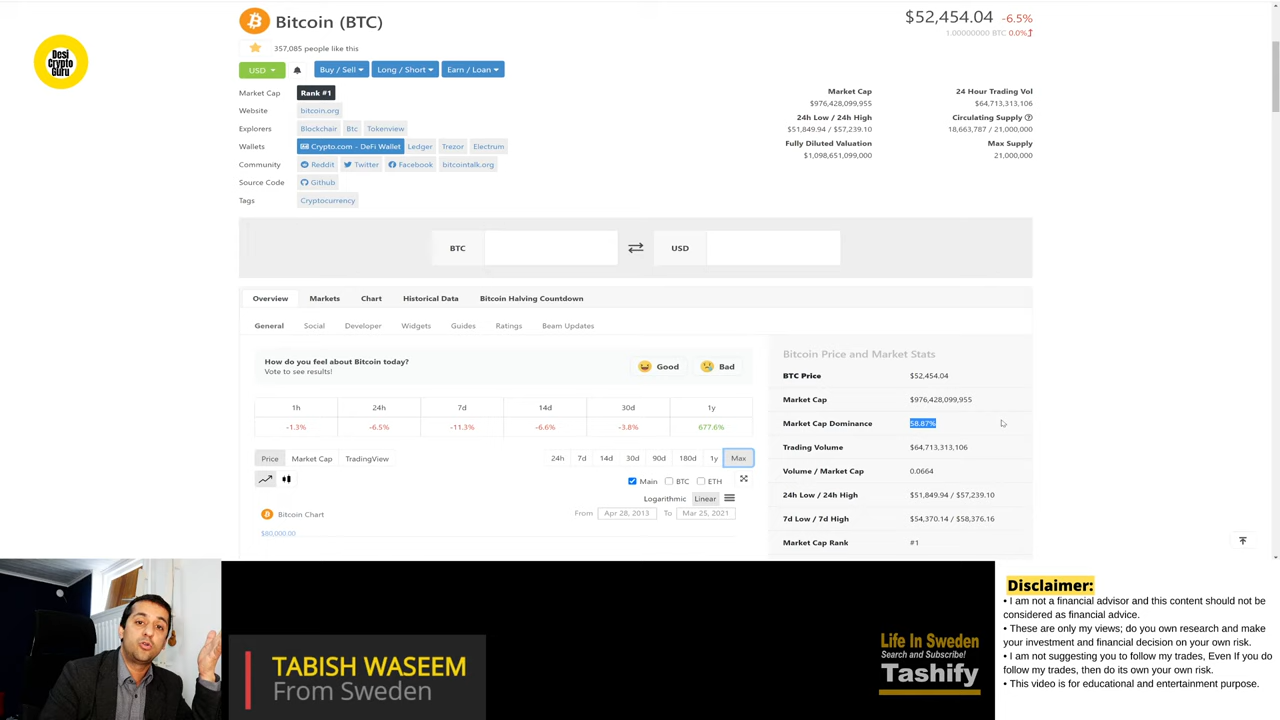 Desi
Crypto
Guru
Bitcoin (BTC)
357,085 people like this
$52,454.04 -6.5%
1.00000000 BTC 0.0%
USD
Buy / Sell
Long / Short
Earn / Loan
Market Cap Rank #1
Website bitcoin.org
Explorers Blockchair Btc Tokenview
Wallets Crypto.com - DeFi Wallet Ledger Trezor Electrum
Community Reddit Twitter Facebook bitcointalk.org
Source Code Github
Tags Cryptocurrency
Market Cap 24 Hour Trading Vol
$976,428,099,955 $64,713,313,106
24h Low / 24h High Circulating Supply
$51,849.94 / $57,239.10 18,663,787 / 21,000,000
Fully Diluted Valuation Max Supply
$1,098,651,099,000 21,000,000
BTC USD
Overview Markets Chart Historical Data Bitcoin Halving Countdown
General Social Developer Widgets Guides Ratings Beam Updates
How do you feel about Bitcoin today?
Vote to see results!
Good Bad
1h 24h 7d 14d 30d 1y
-1.3% -6.5% -11.3% -6.6% -3.8% 677.6%
Price Market Cap TradingView
24h 7d 14d 30d 90d 180d 1y Max
Main BTC ETH
Logarithmic Linear
Bitcoin Chart
From Apr 28, 2013 To Mar 25, 2021
$80,000.00
Bitcoin Price and Market Stats
BTC Price $52,454.04
Market Cap $976,428,099,955
Market Cap Dominance 58.87%
Trading Volume $64,713,313,106
Volume / Market Cap 0.0664
24h Low / 24h High $51,849.94 / $57,239.10
7d Low / 7d High $54,370.14 / $58,376.16
Market Cap Rank #1
TABISH WASEEM
From Sweden
Life In Sweden
Search and Subscribe!
Tashify
Disclaimer:
• I am not a financial advisor and this content should not be
considered as financial advice.
• These are only my views; do you own research and make
your investment and financial decision on your own risk.
• I am not suggesting you to follow my trades, Even If you do
follow my trades, then do its own your own risk.
• This video is for educational and entertainment purpose.